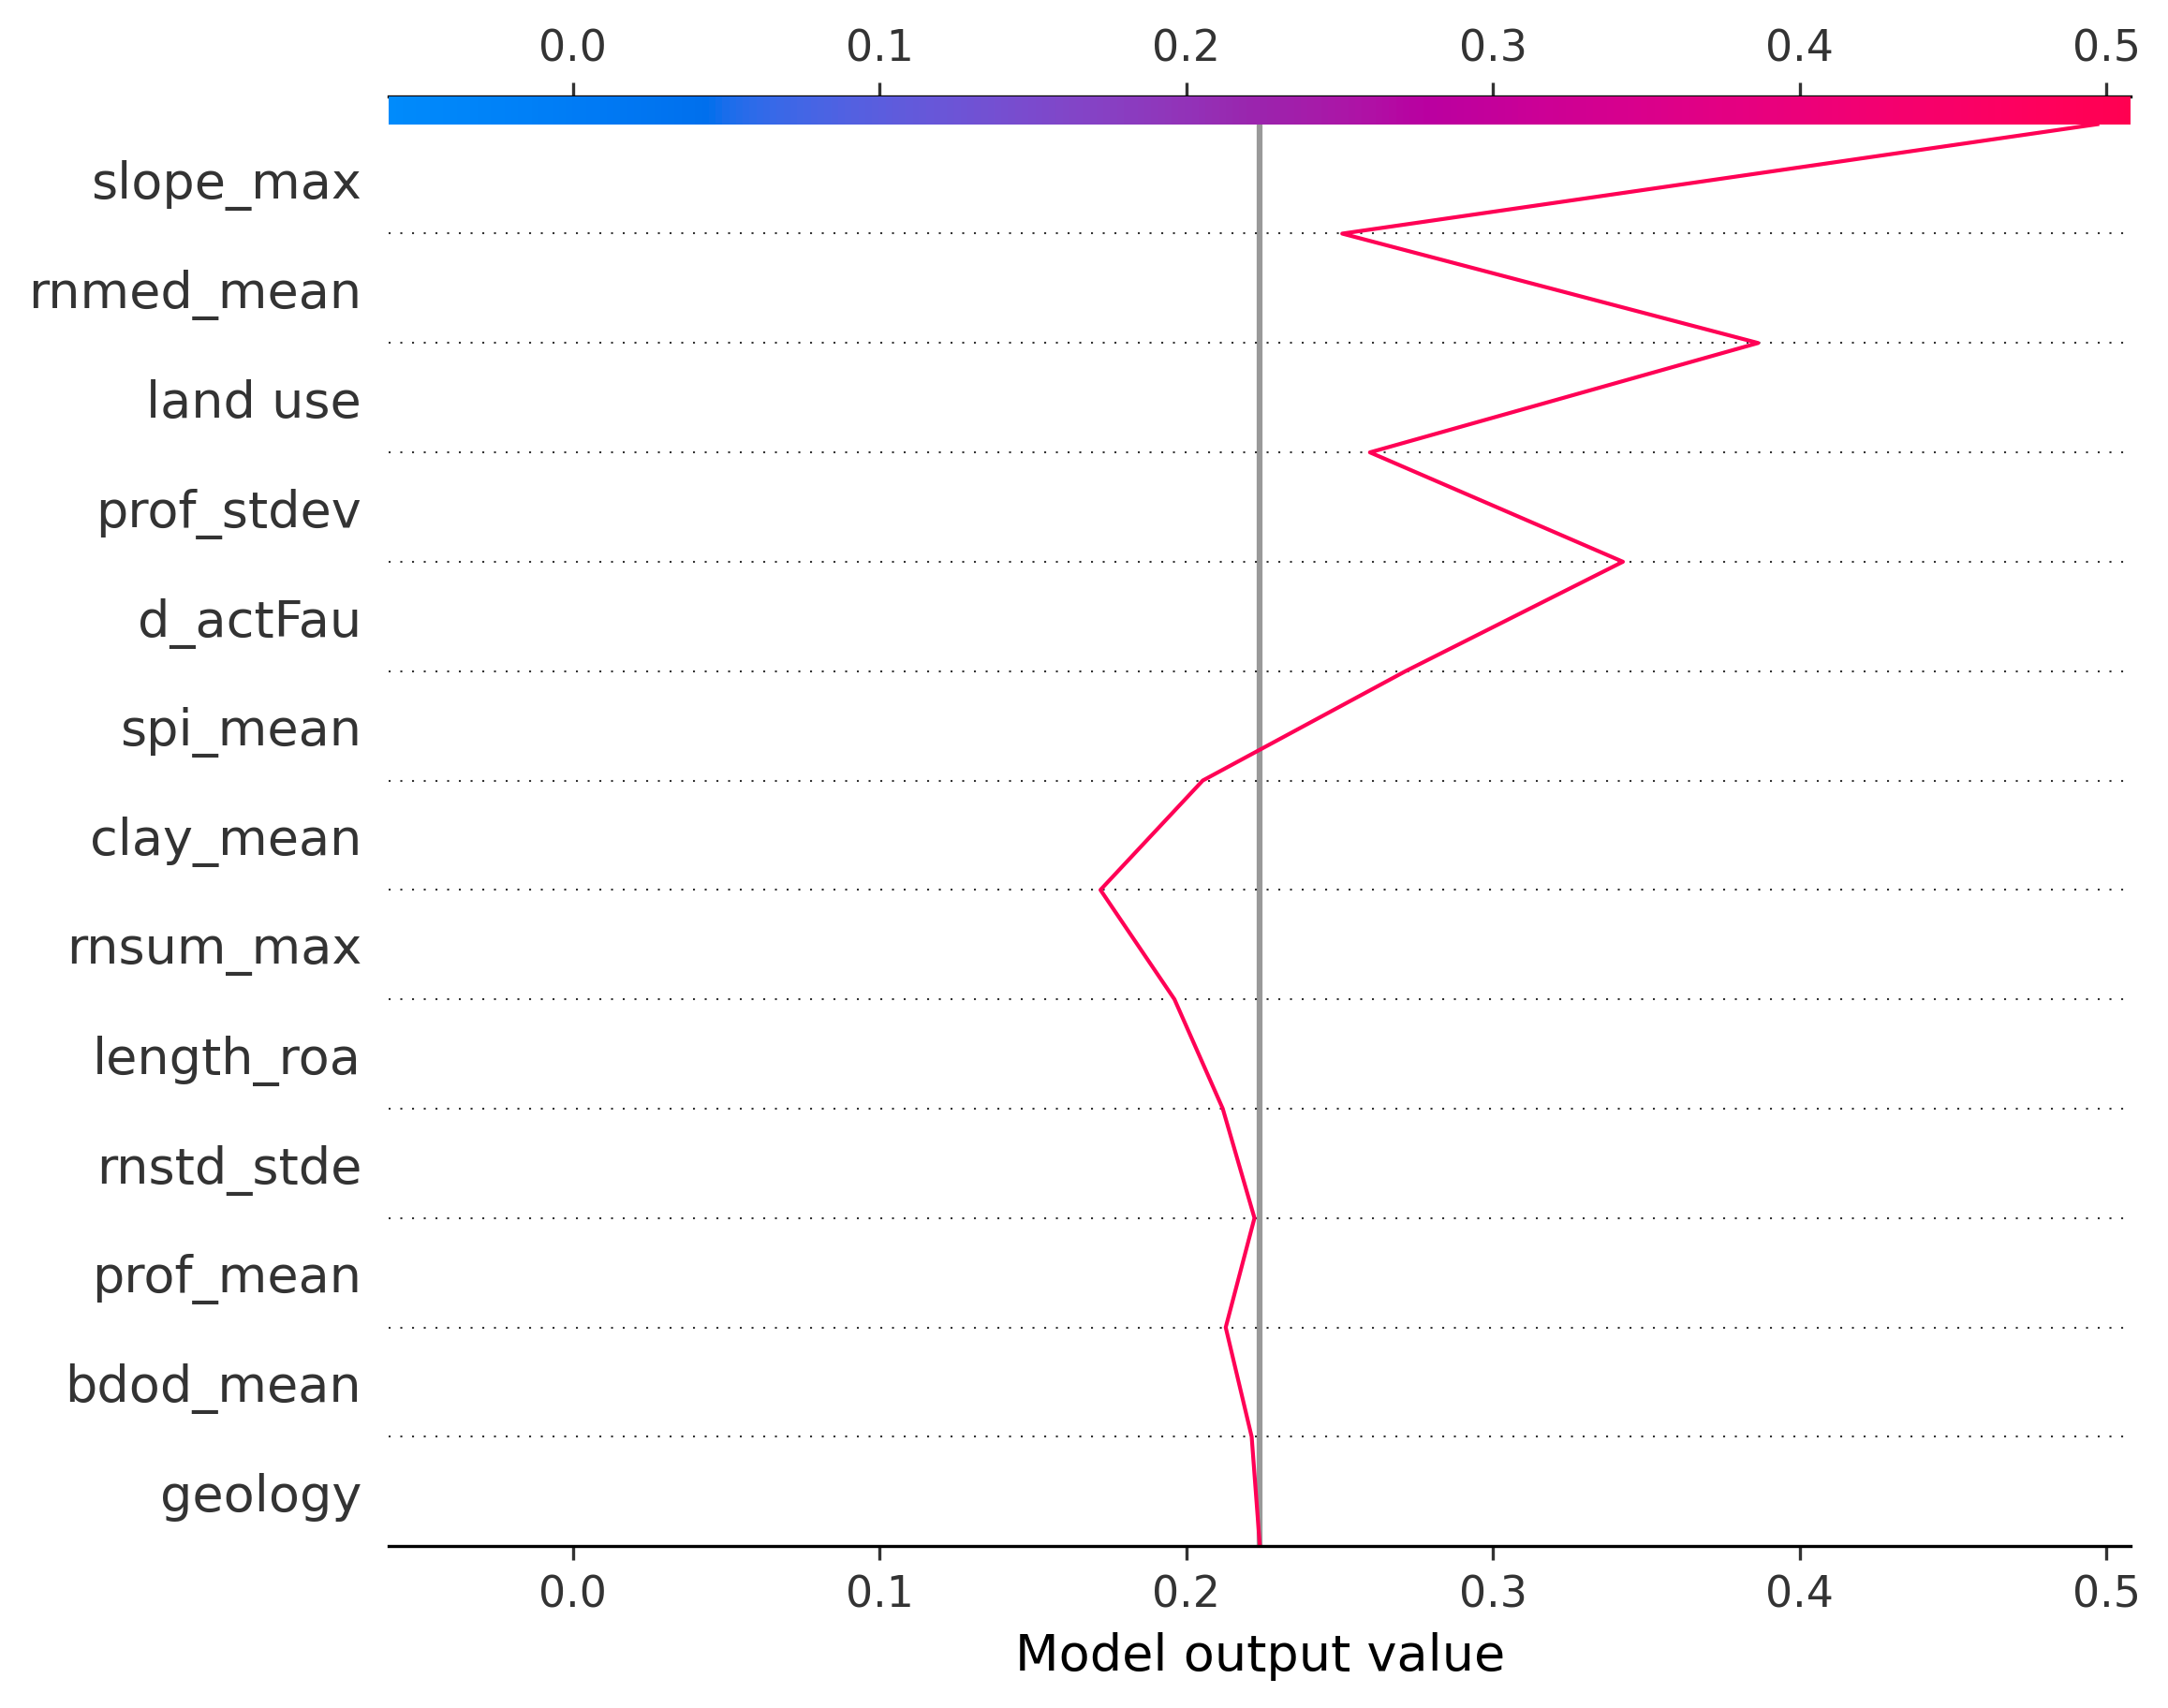 0.0 0.1 0.2 0.3 0.4 0.5
slope_max
rnmed_mean
land use
prof_stdev
d_actFau
spi_mean
clay_mean
rnsum_max
length_roa
rnstd_stde
prof_mean
bdod_mean
geology
0.0 0.1 0.2 0.3 0.4 0.5
Model output value